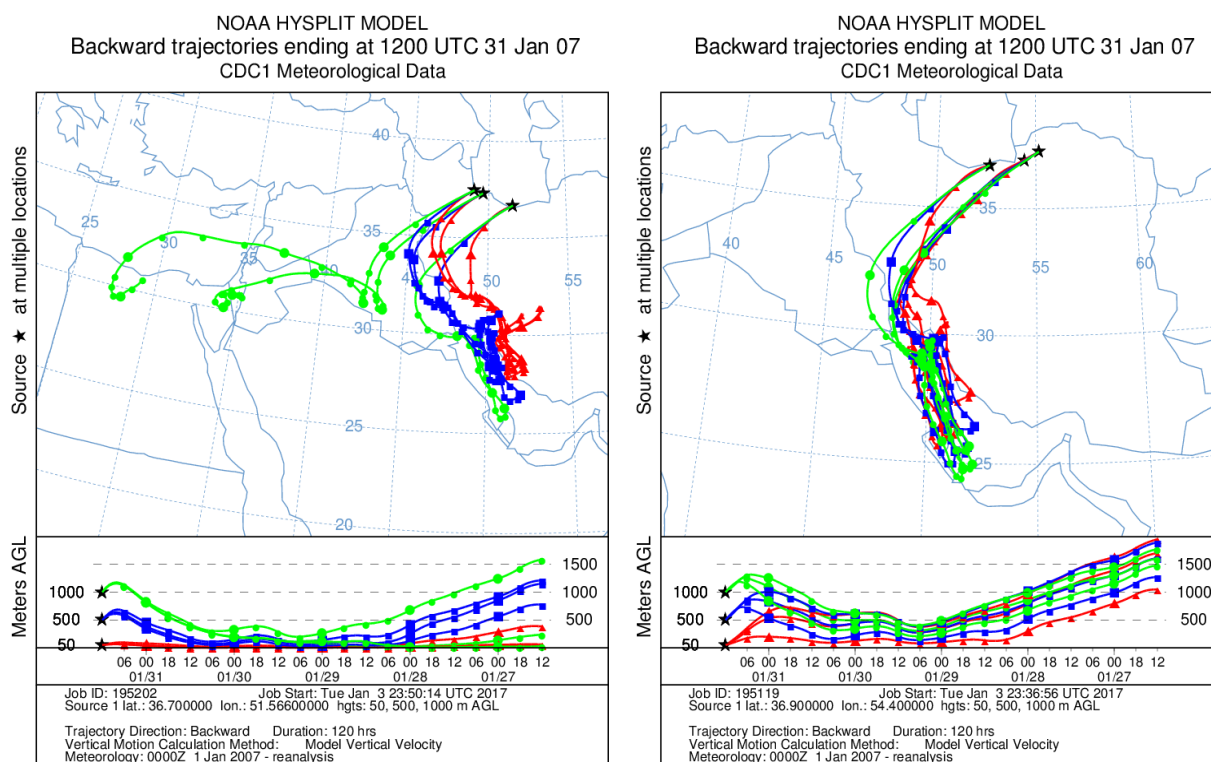 NOAA HYSPLIT MODEL
Backward trajectories ending at 1200 UTC 31 Jan 07
CDC1 Meteorological Data
Source ★ at multiple locations
40
25
30
35
35
40
45
50
55
30
25
20
Meters AGL
1500
1000
1000
500
500
50
06 00 18 12 06 00 18 12 06 00 18 12 06 00 18 12 06 00 18 12
01/31 01/30 01/29 01/28 01/27
Job ID: 195202 Job Start: Tue Jan 3 23:50:14 UTC 2017
Source 1 lat.: 36.700000 lon.: 51.566000 hgts: 50, 500, 1000 m AGL
Trajectory Direction: Backward Duration: 120 hrs
Vertical Motion Calculation Method: Model Vertical Velocity
Meteorology: 0000Z 1 Jan 2007 - reanalysis
NOAA HYSPLIT MODEL
Backward trajectories ending at 1200 UTC 31 Jan 07
CDC1 Meteorological Data
Source ★ at multiple locations
35
40
45
50
55
60
30
25
Meters AGL
1500
1000
1000
500
500
50
06 00 18 12 06 00 18 12 06 00 18 12 06 00 18 12 06 00 18 12
01/31 01/30 01/29 01/28 01/27
Job ID: 195119 Job Start: Tue Jan 3 23:36:56 UTC 2017
Source 1 lat.: 36.900000 lon.: 54.400000 hgts: 50, 500, 1000 m AGL
Trajectory Direction: Backward Duration: 120 hrs
Vertical Motion Calculation Method: Model Vertical Velocity
Meteorology: 0000Z 1 Jan 2007 - reanalysis